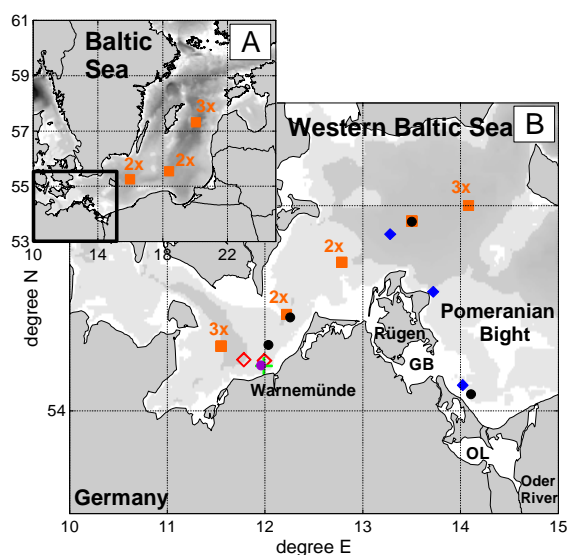 61
59
57
55
53
Baltic
Sea
A
3x
2x
2x
10
14
18
22
Western Baltic Sea
B
3x
2x
2x
3x
Rügen
Pomeranian
Bight
GB
Warnemünde
54
OL
Oder
River
Germany
10
11
12
13
14
15
degree E
degree N